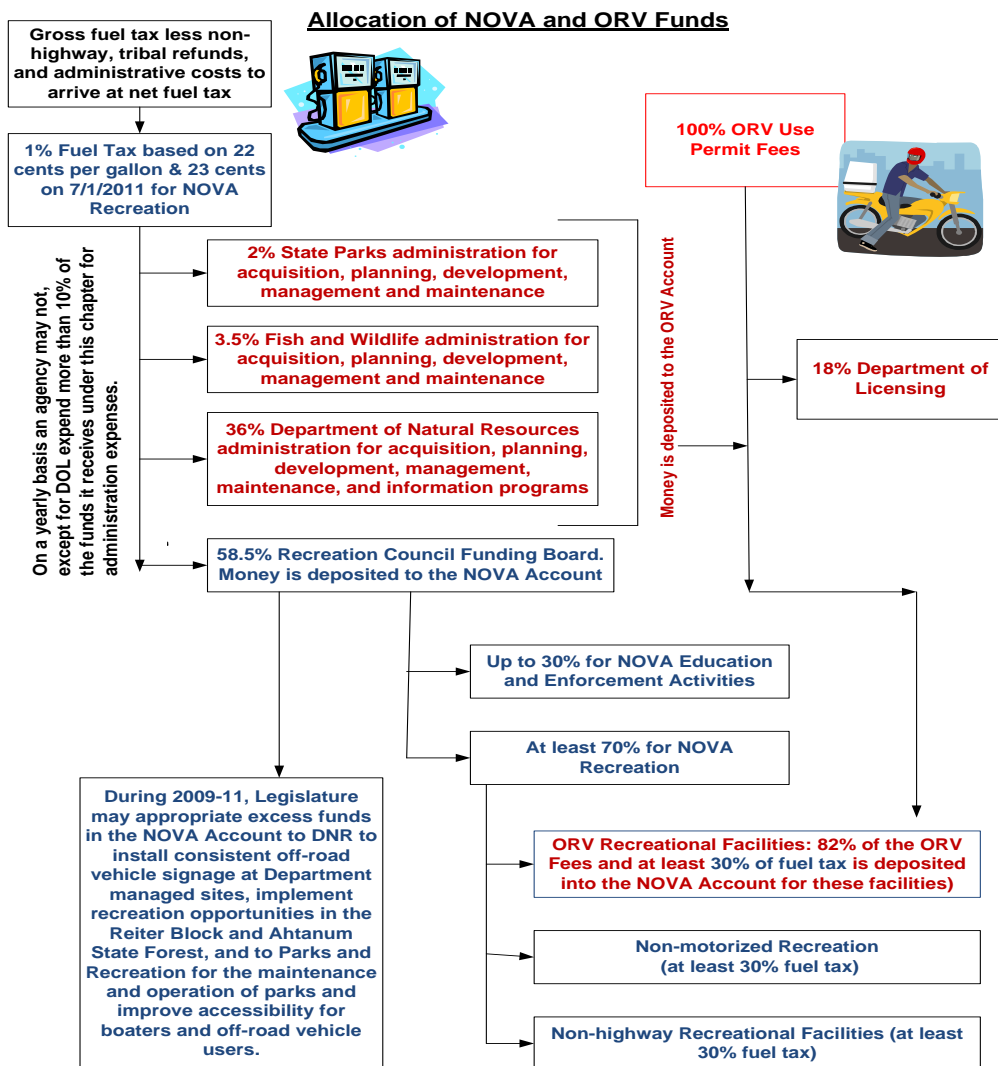 Allocation of NOVA and ORV Funds
Gross fuel tax less non-
highway, tribal refunds,
and administrative costs to
arrive at net fuel tax
1% Fuel Tax based on 22
cents per gallon & 23 cents
on 7/1/2011 for NOVA
Recreation
100% ORV Use
Permit Fees
On a yearly basis an agency may not,
except for DOL expend more than 10% of
the funds it receives under this chapter for
administration expenses.
2% State Parks administration for
acquisition, planning, development,
management and maintenance
3.5% Fish and Wildlife administration for
acquisition, planning, development,
management and maintenance
36% Department of Natural Resources
administration for acquisition, planning,
development, management,
maintenance, and information programs
Money is deposited to the ORV Account
18% Department of
Licensing
58.5% Recreation Council Funding Board.
Money is deposited to the NOVA Account
Up to 30% for NOVA Education
and Enforcement Activities
At least 70% for NOVA
Recreation
During 2009-11, Legislature
may appropriate excess funds
in the NOVA Account to DNR to
install consistent off-road
vehicle signage at Department
managed sites, implement
recreation opportunities in the
Reiter Block and Ahtanum
State Forest, and to Parks and
Recreation for the maintenance
and operation of parks and
improve accessibility for
boaters and off-road vehicle
users.
ORV Recreational Facilities: 82% of the ORV
Fees and at least 30% of fuel tax is deposited
into the NOVA Account for these facilities)
Non-motorized Recreation
(at least 30% fuel tax)
Non-highway Recreational Facilities (at least
30% fuel tax)